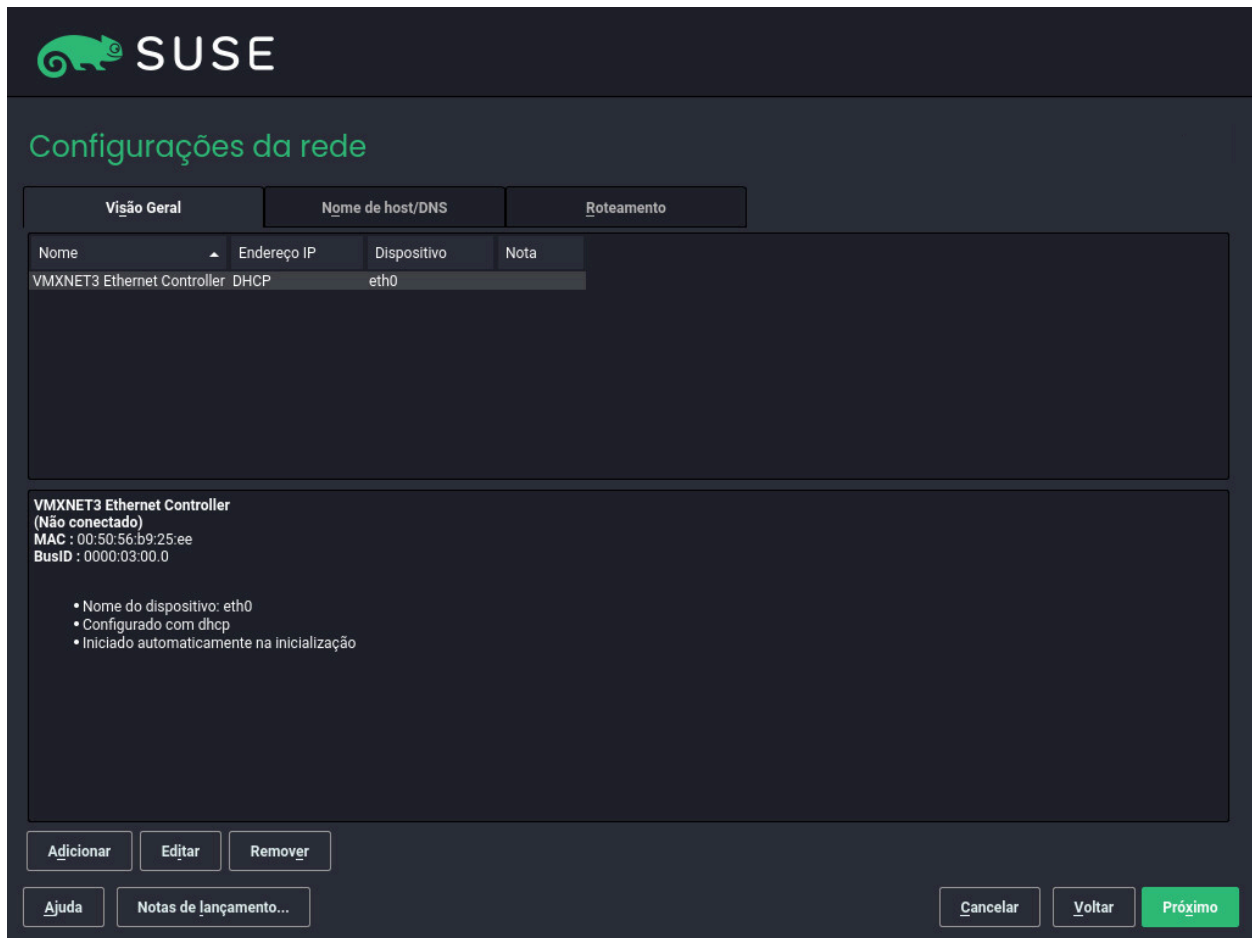 SUSE
Configurações da rede
Visão Geral Nome de host/DNS Roteamento
Nome Endereço IP Dispositivo Nota
VMXNET3 Ethernet Controller DHCP eth0
VMXNET3 Ethernet Controller
(Não conectado)
MAC : 00:50:56:b9:25:ee
BusID : 0000:03:00.0
• Nome do dispositivo: eth0
• Configurado com dhcp
• Iniciado automaticamente na inicialização
Adicionar Editar Remover
Ajuda Notas de lançamento... Cancelar Voltar Próximo